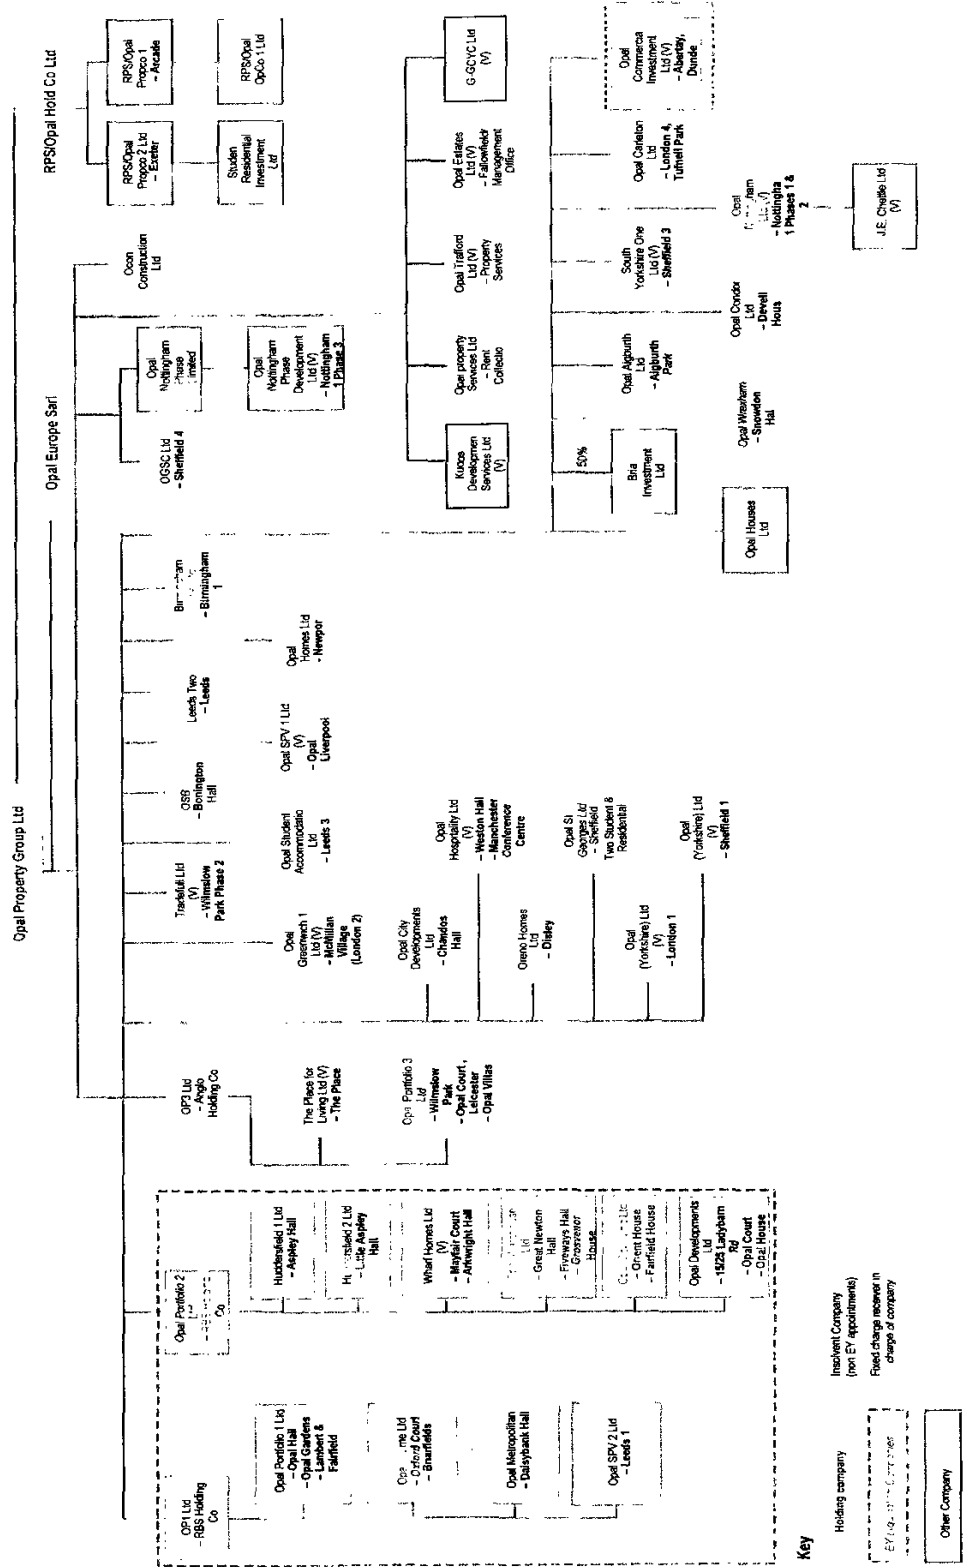 Opal Property Group Ltd
Opal Europe Sarl
RPS/Opal Hold Co Ltd
RPS/Opal
Propco 2 Ltd
– Exeter
RPS/Opal
Propco 1
– Arcade
Studen
Residential
Investment
Ltd
RPS/Opal
OpCo 1 Ltd
Ocon
Construction
Ltd
OGSC Ltd
– Sheffield 4
Opal
Nottingham
Phase
Limited
Opal
Nottingham
Phase
Development
Ltd (V)
– Nottingham
1 Phase 3
Kudos
Developmen
Services Ltd
(V)
Opal property
Services Ltd
– Rent
Collectio
Opal Trafford
Ltd (V)
– Property
Services
Opal Estates
Ltd (V)
– Fallowfield
Management
Office
G-GCYC Ltd
(V)
50%
Bria
Investment
Ltd
Opal Aigburth
Ltd
– Aigburth
Park
South
Yorkshire One
Ltd (V)
– Sheffield 3
Opal Carleton
Ltd
– London 4,
Tufnell Park
Opal
Commercia
Investment
Ltd (V)
– Abertay,
Dunde
Opal Houses
Ltd
Opal Wrexham
– Snowdon
Hal
Opal Condor
Ltd
– Devell
Hous
Opal
– Nottingha
1 Phases 1 &
2
J.E. Chattle Ltd
(V)
OP3 Ltd
– Anglo
Holding Co
The Place for
Living Ltd (V)
– The Place
Opal Portfolio 3
Ltd
– Wilmslow
Park
– Opal Court,
Leicester
– Opal Villas
Tradefull Ltd
(V)
– Wilmslow
Park Phase 2
OSB
– Bonington
Hall
Leeds Two
– Leeds
– Birmingham
1
Opal
Greenwich 1
Ltd (V)
– McMillan
Village
(London 2)
Opal Student
Accommodatio
Ltd
– Leeds 3
Opal SPV 1 Ltd
(V)
– Opal
Liverpool
Opal
Homes Ltd
– Newpor
Opal City
Developments
Ltd
– Chandos
Hall
Opal
Hospitality Ltd
(V)
– Weston Hall
– Manchester
Conference
Centre
Oreno Homes
Ltd
– Disley
Opal St
Georges Ltd
– Sheffield
Two Student &
Residential
Opal
(Yorkshire) Ltd
(V)
– London 1
Opal
(Yorkshire) Ltd
(V)
– Sheffield 1
OP1 Ltd
– RBS Holding
Co
Opal Portfolio 1 Ltd
– Opal Hall
– Opal Gardens
– Lambert &
Fairfield
– Oxford Court
– Briarfields
Opal Metropolitan
– Daisybank Hall
Opal SPV 2 Ltd
– Leeds 1
Opal Portfolio 2
Co
Huddersfield 1 Ltd
– Aspley Hall
– Little Aspley
Hall
Wharf Homes Ltd
(V)
– Mayfair Court
– Arkwright Hall
Ltd
– Great Newton
Hall
– Fiveways Hall
– Grosvenor
House
– Orient House
– Fairfield House
Opal Developments
Ltd
– 15/25 Ladybarn
Rd
– Opal Court
– Opal House
Key
Holding company
Insolvent Company
(non EY appointments)
Fixed charge receiver in
charge of company
Other Company